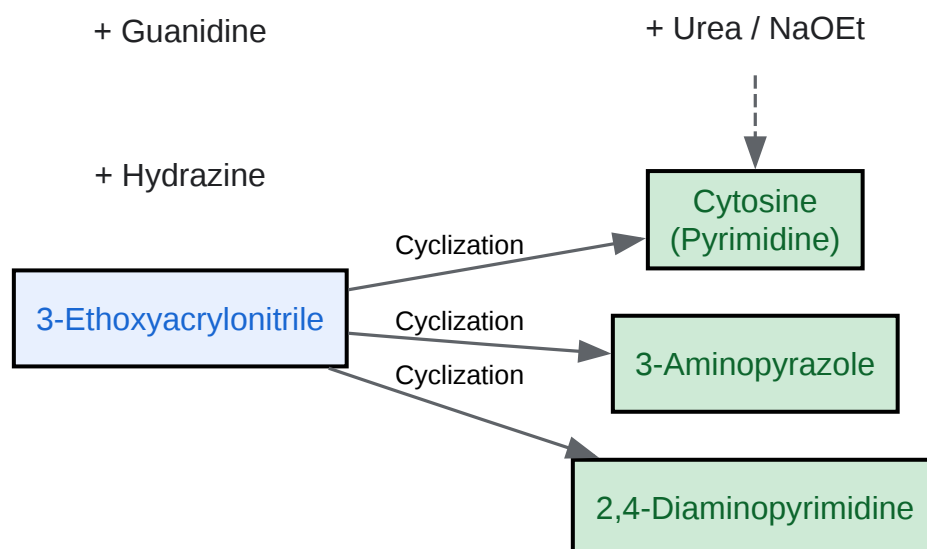 + Guanidine
+ Urea / NaOEt
+ Hydrazine
Cytosine
(Pyrimidine)
Cyclization
3-Ethoxyacrylonitrile
Cyclization
3-Aminopyrazole
Cyclization
2,4-Diaminopyrimidine